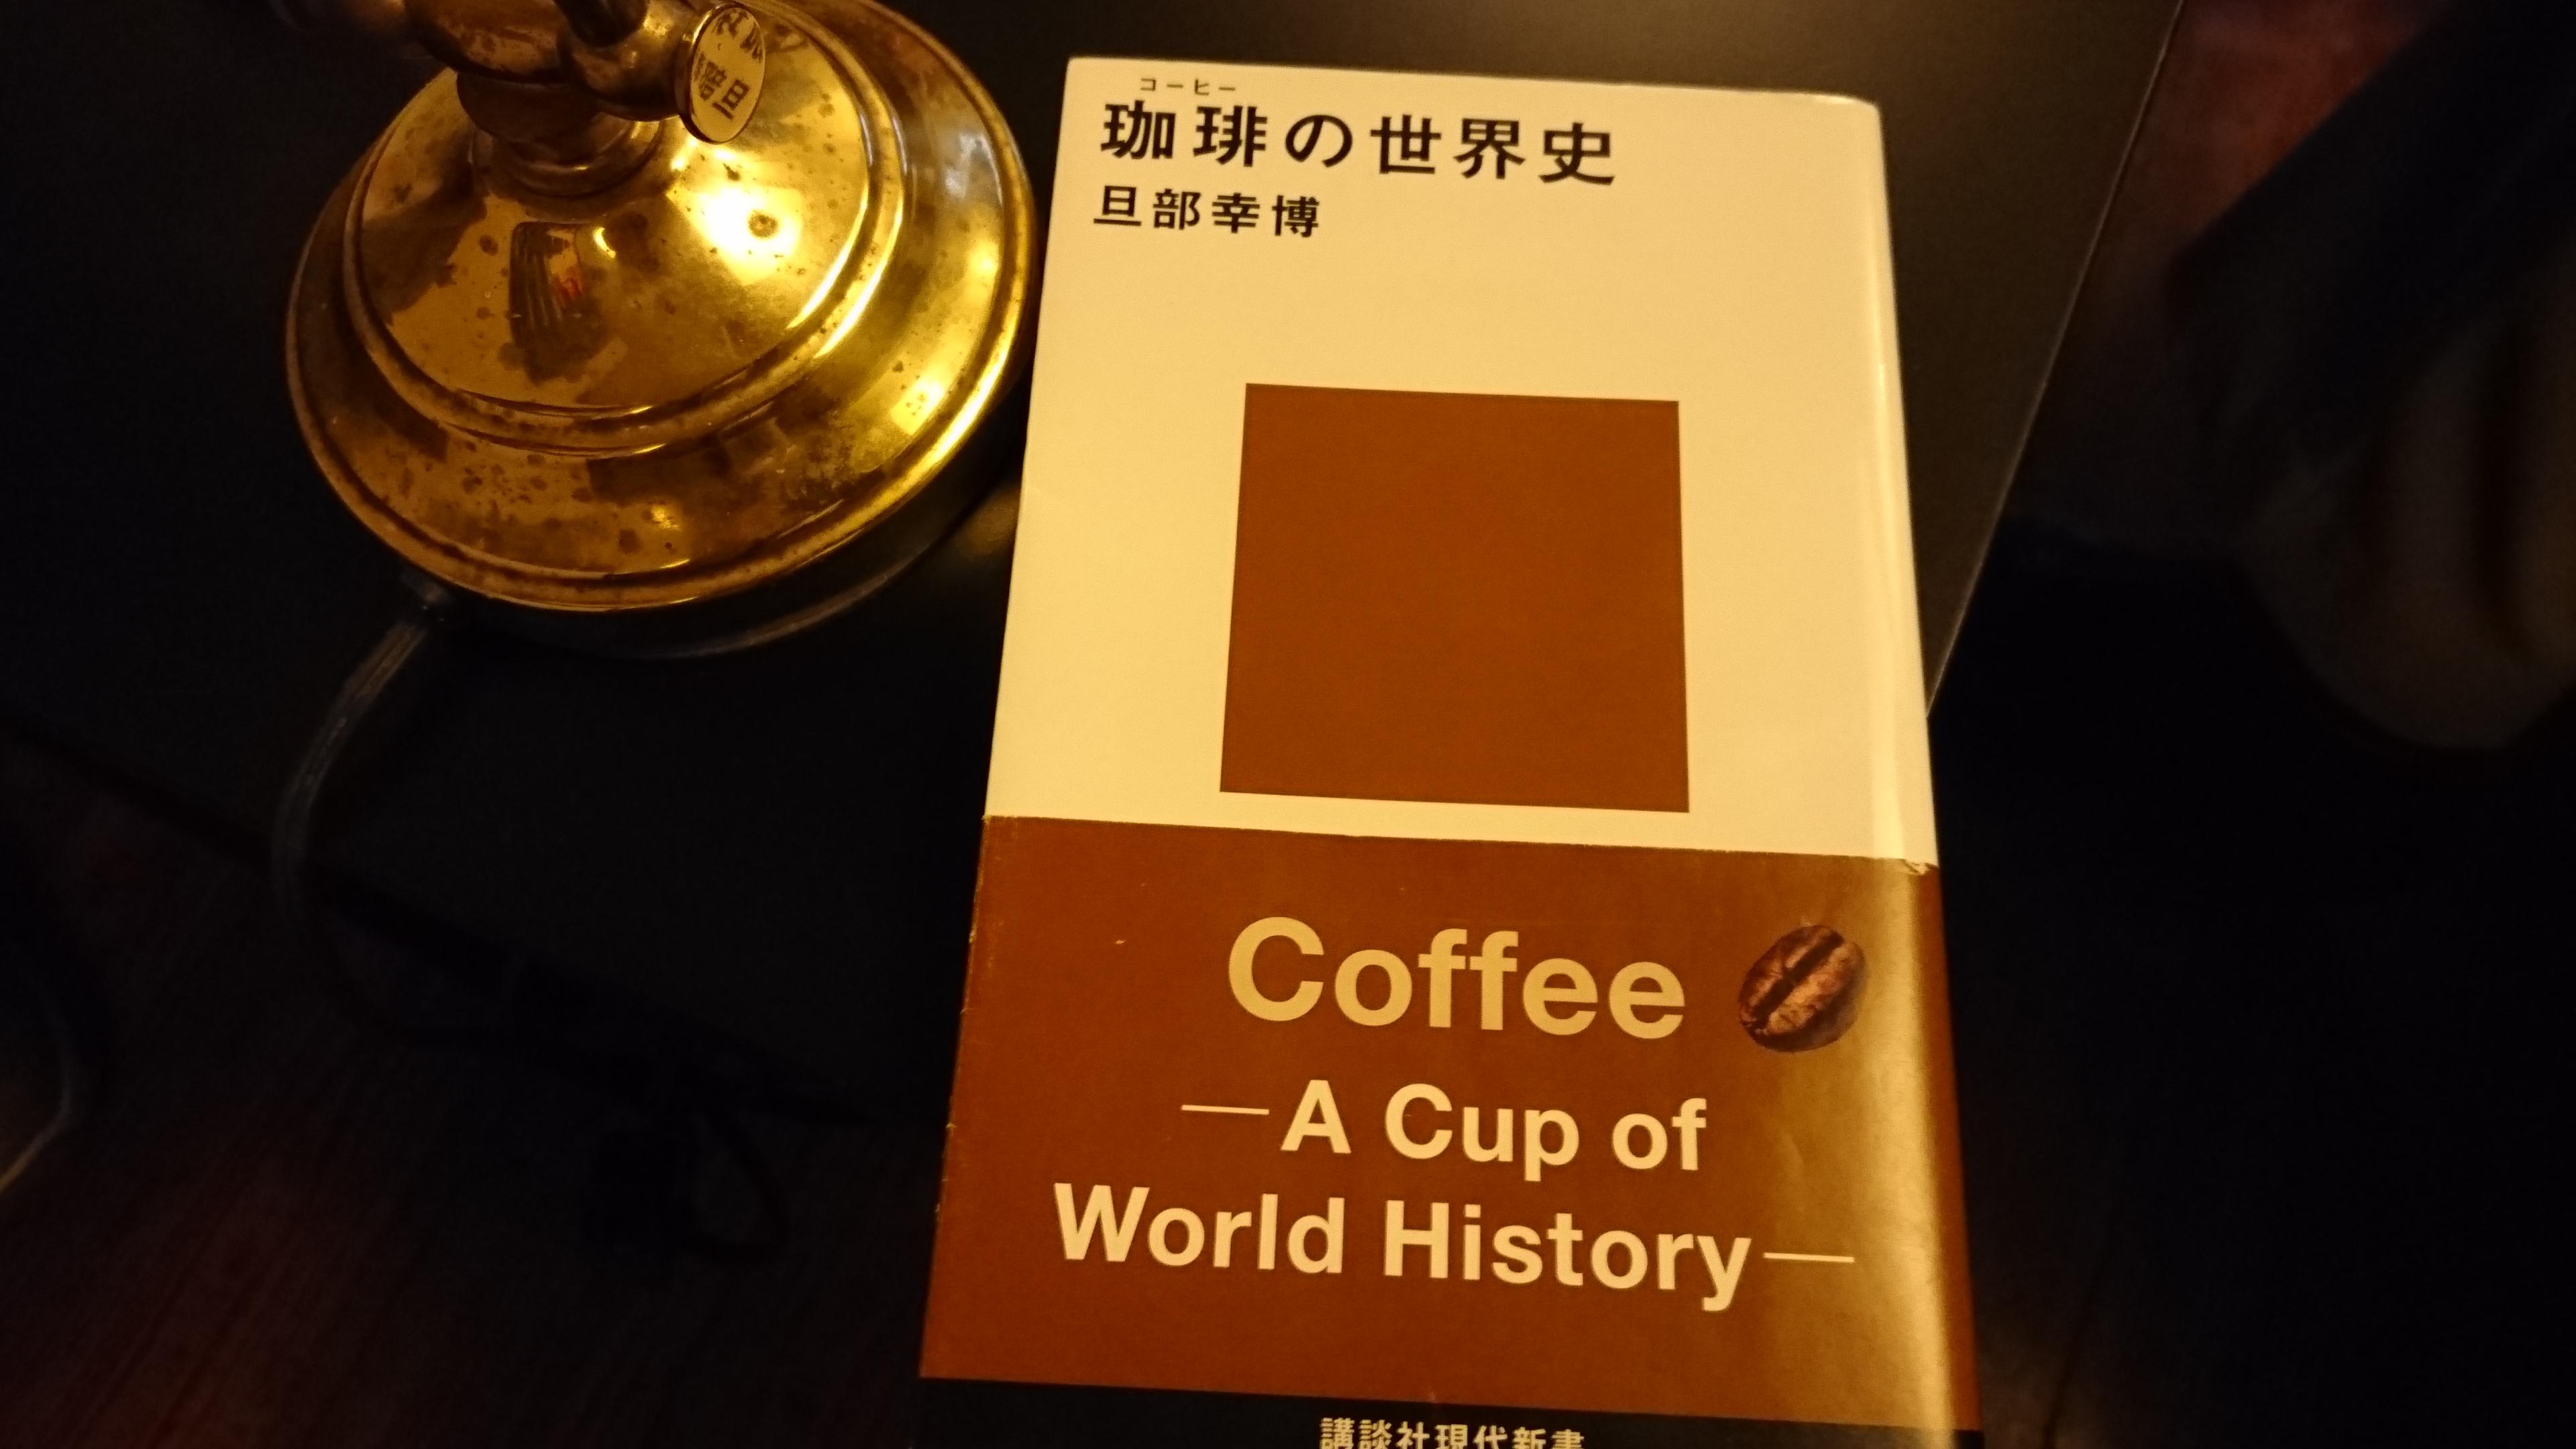 コーヒー
珈琲の世界史
旦部幸博
Coffee
—A Cup of
World History—
講談社現代新書